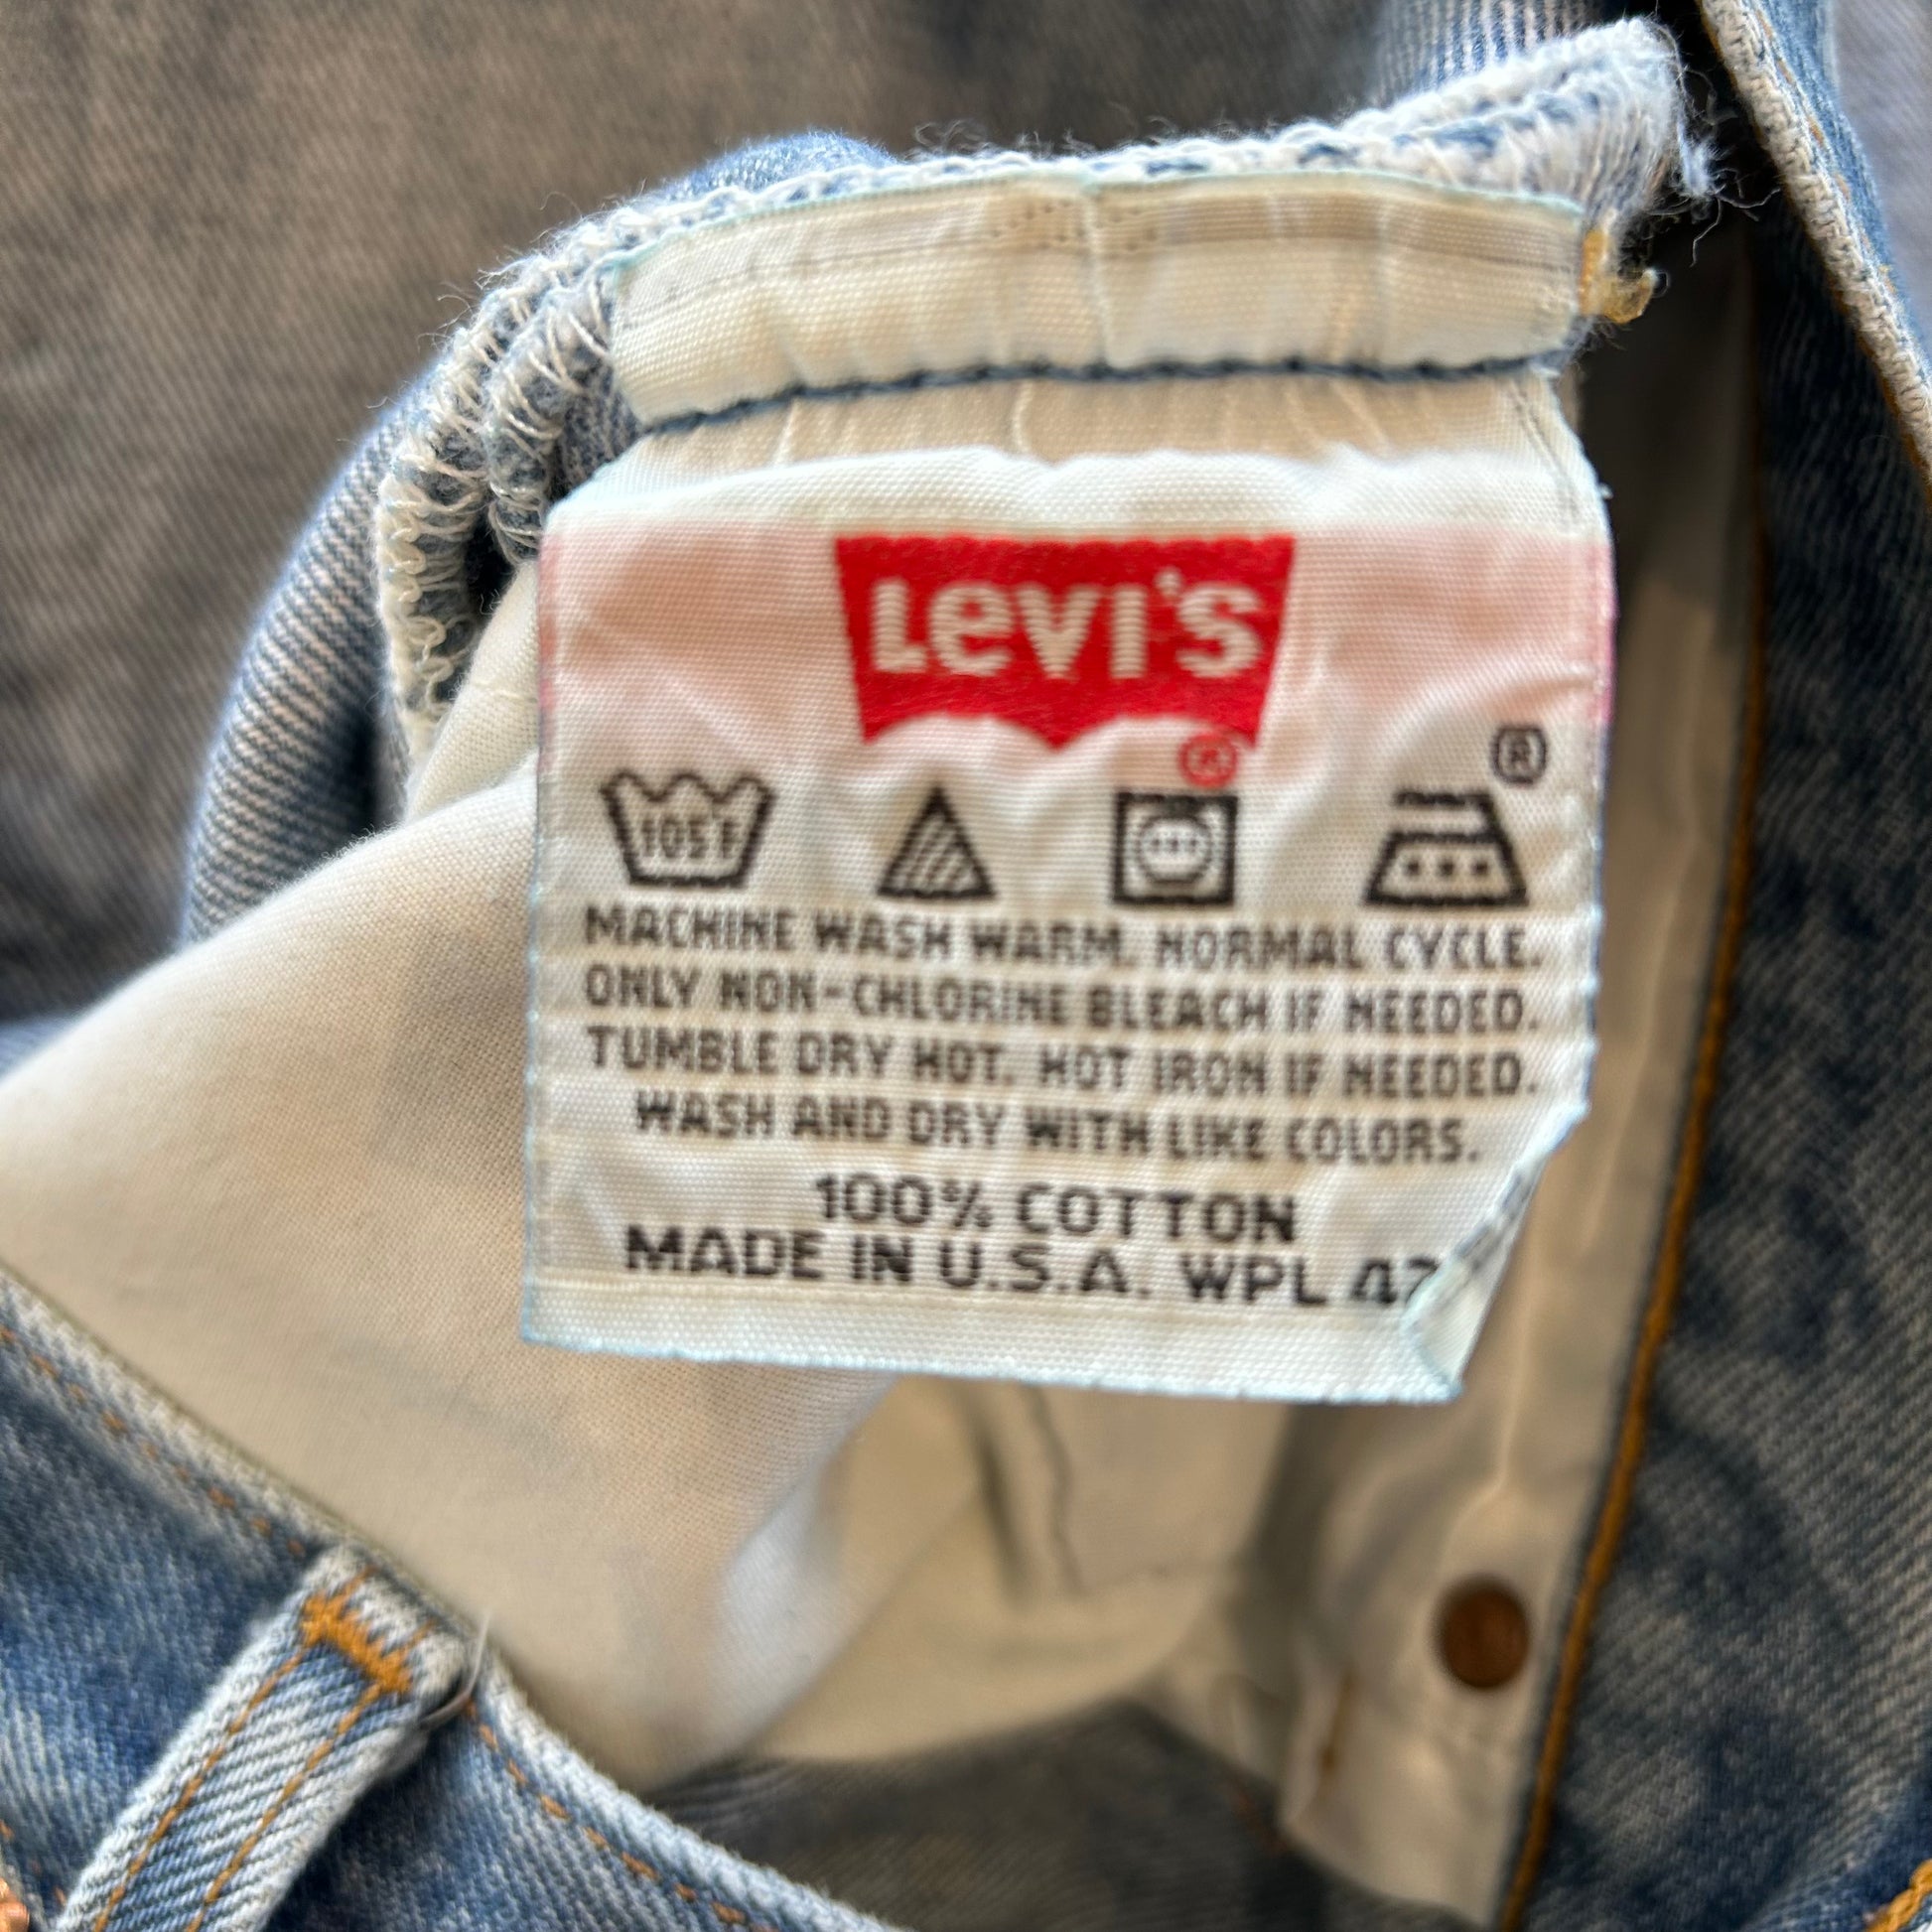 LEVI'S
®
®
105°F
MACHINE WASH WARM. NORMAL CYCLE.
ONLY NON-CHLORINE BLEACH IF NEEDED.
TUMBLE DRY HOT. HOT IRON IF NEEDED.
WASH AND DRY WITH LIKE COLORS.
100% COTTON
MADE IN U.S.A. WPL 42